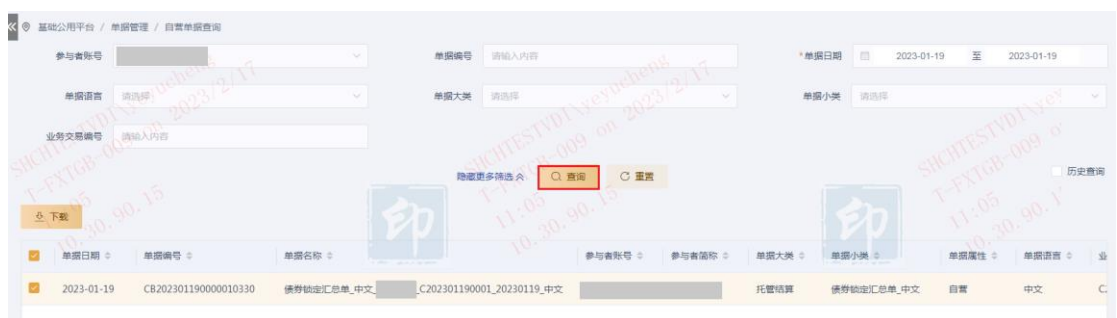 基础公用平台 / 单据管理 / 自营单据查询
参与者账号 单据编号 请输入内容 *单据日期 2023-01-19 至 2023-01-19
单据语言 请选择 单据大类 请选择 单据小类 请选择
业务交易编号 请输入内容
隐藏更多筛选 查询 重置 历史查询
下载
单据日期 单据编号 单据名称 参与者账号 参与者简称 单据大类 单据小类 单据属性 单据语言 业
2023-01-19 CB202301190000010330 债券锁定汇总单_中文_ _C202301190001_20230119_中文 托管结算 债券锁定汇总单_中文 自营 中文
印
印